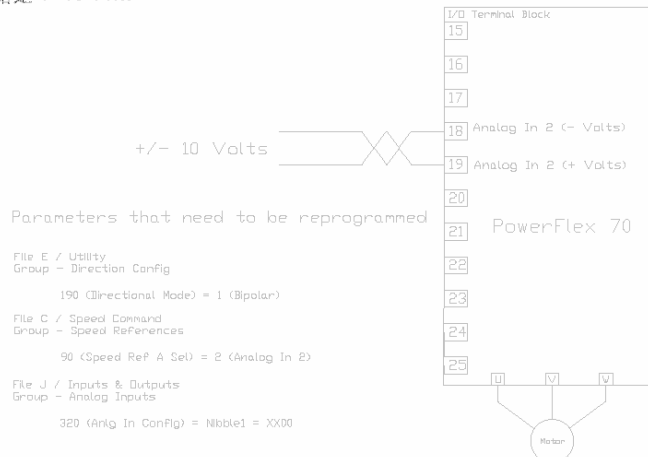 I/O Terminal Block
15
16
17
18 Analog In 2 (- Volts)
+/- 10 Volts
19 Analog In 2 (+ Volts)
20
Parameters that need to be reprogrammed
21
PowerFlex 70
File E / Utility
Group - Direction Config
190 (Directional Mode) = 1 (Bipolar)
22
23
File C / Speed Command
Group - Speed References
90 (Speed Ref A Sel) = 2 (Analog In 2)
24
25
File J / Inputs & Outputs
Group - Analog Inputs
320 (Anlg In Config) = Nibble1 = XX00
U V W
Motor